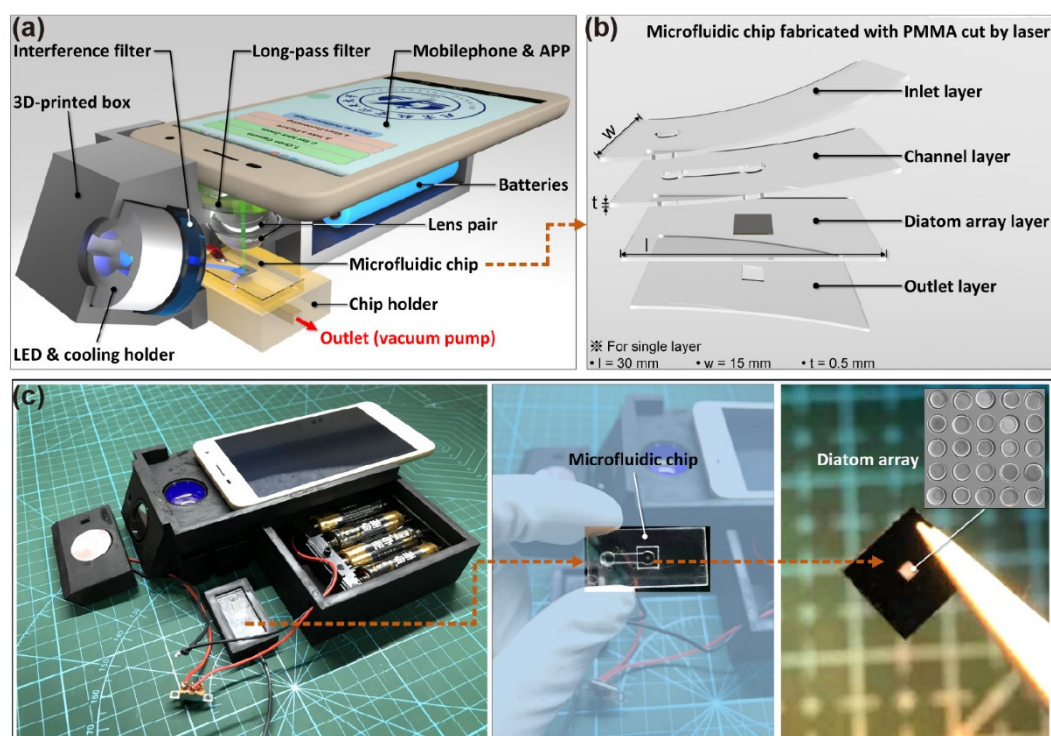 (a)
Interference filter
Long-pass filter
Mobilephone & APP
3D-printed box
Batteries
Lens pair
Microfluidic chip
Chip holder
Outlet (vacuum pump)
LED & cooling holder
(b)
Microfluidic chip fabricated with PMMA cut by laser
Inlet layer
w
Channel layer
t
Diatom array layer
l
Outlet layer
※ For single layer
• l = 30 mm • w = 15 mm • t = 0.5 mm
(c)
Microfluidic chip
Diatom array